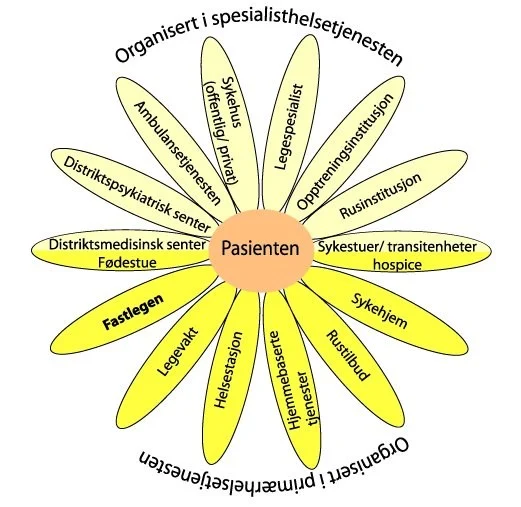 Organisert i spesialisthelsetjenesten
Sykehus
(offentlig/ privat)
Legespesialist
Ambulansetjenesten
Opptreningsinstitusjon
Distriktspsykiatrisk senter
Rusinstitusjon
Distriktsmedisinsk senter
Fødestue
Pasienten
Sykestuer/ transitenheter
hospice
Fastlegen
Sykehjem
Legevakt
Rustilbud
Helsestasjon
Hjemmebaserte
tjenester
Organisert i primærhelsetjenesten